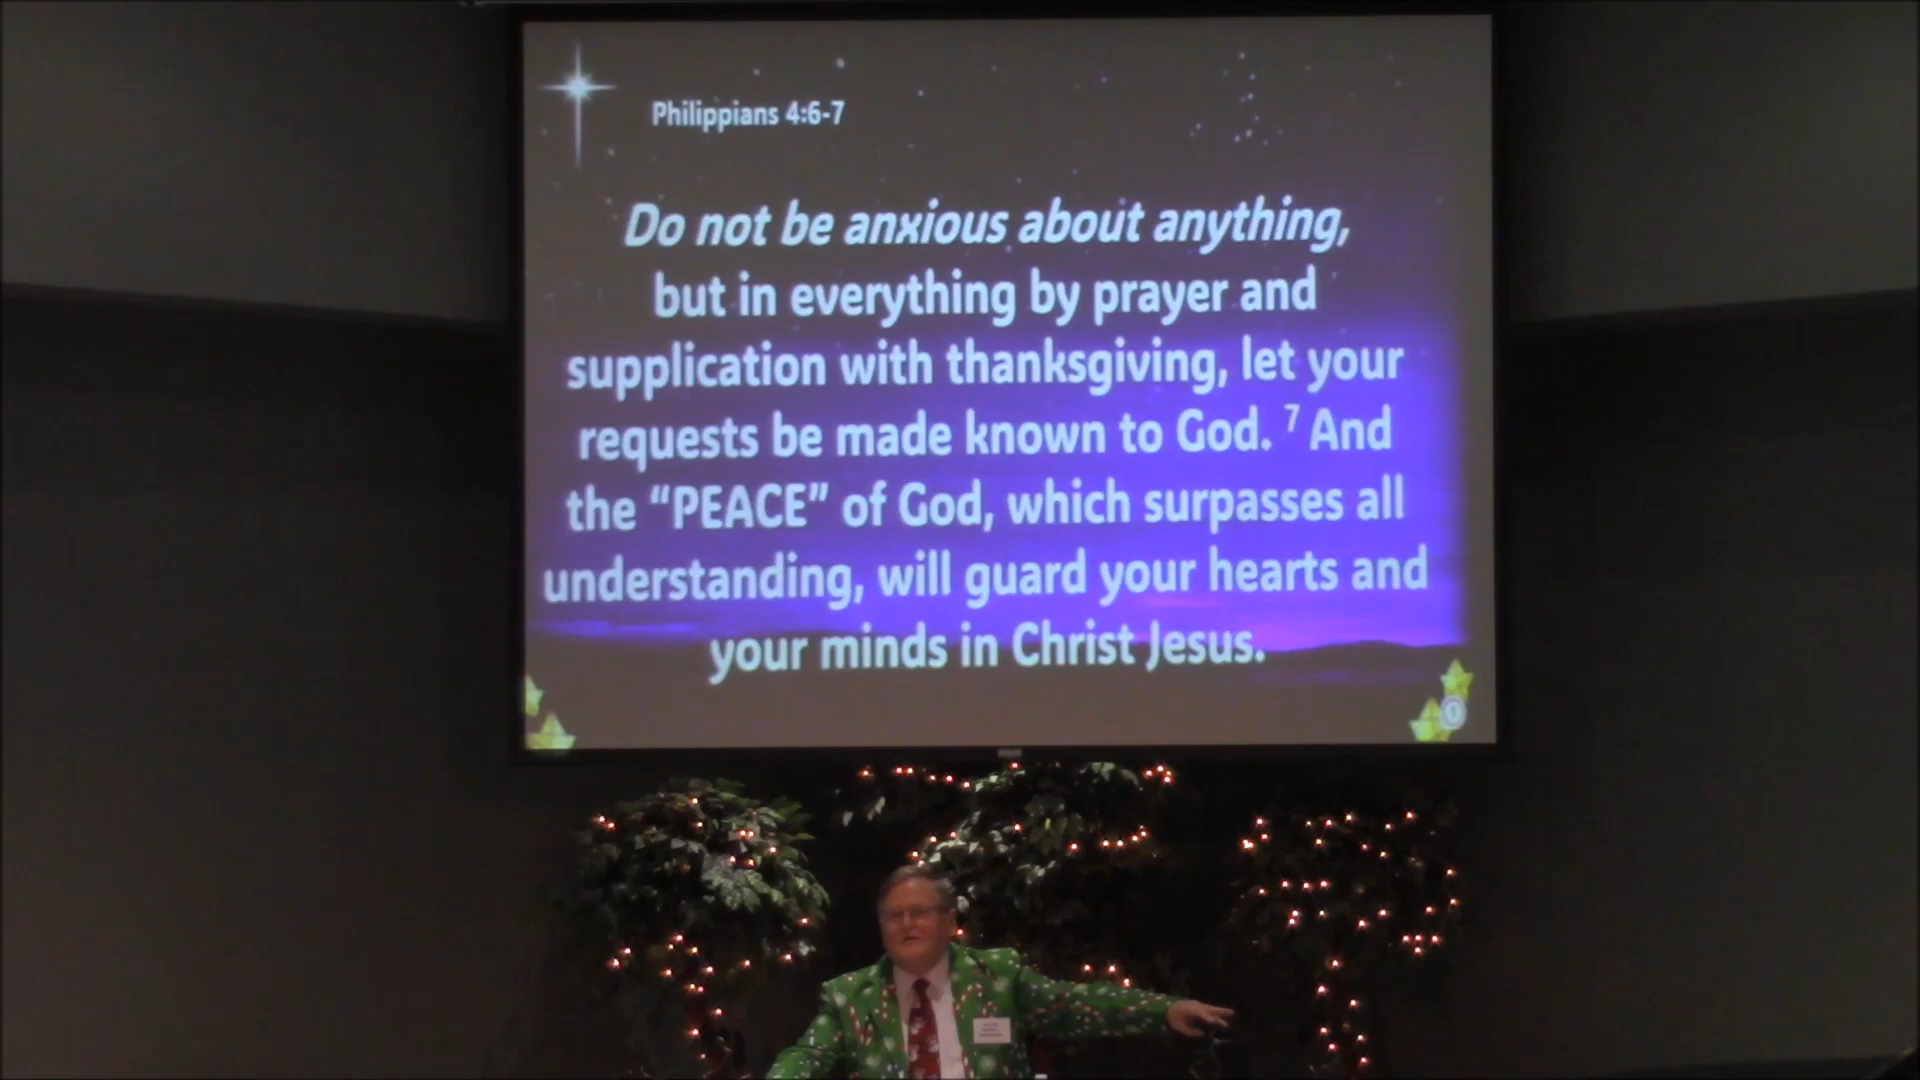 Philippians 4:6-7
Do not be anxious about anything,
but in everything by prayer and
supplication with thanksgiving, let your
requests be made known to God. ⁷ And
the “PEACE” of God, which surpasses all
understanding, will guard your hearts and
your minds in Christ Jesus.